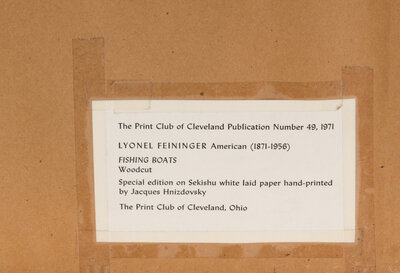 The Print Club of Cleveland Publication Number 49, 1971
LYONEL FEININGER American (1871-1956)
FISHING BOATS
Woodcut
Special edition on Sekishu white laid paper hand-printed
by Jacques Hnizdovsky
The Print Club of Cleveland, Ohio